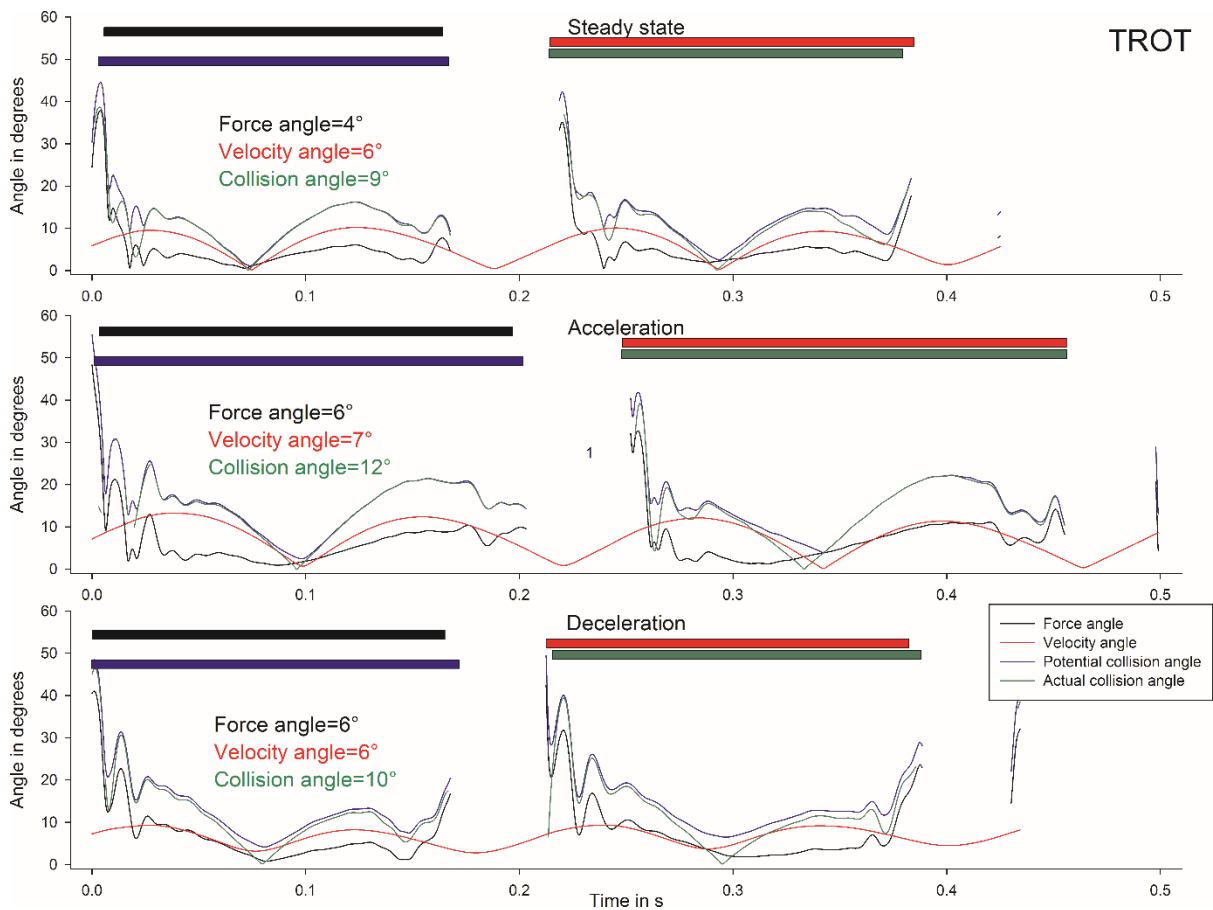 60
50
40
30
20
10
0
Angle in degrees
Steady state
TROT
Force angle=4°
Velocity angle=6°
Collision angle=9°
0.0 0.1 0.2 0.3 0.4 0.5
60
50
40
30
20
10
0
Angle in degrees
Acceleration
Force angle=6°
Velocity angle=7°
Collision angle=12°
1
0.0 0.1 0.2 0.3 0.4 0.5
60
50
40
30
20
10
0
Angle in degrees
Deceleration
Force angle=6°
Velocity angle=6°
Collision angle=10°
Force angle
Velocity angle
Potential collision angle
Actual collision angle
0.0 0.1 0.2 0.3 0.4 0.5
Time in s